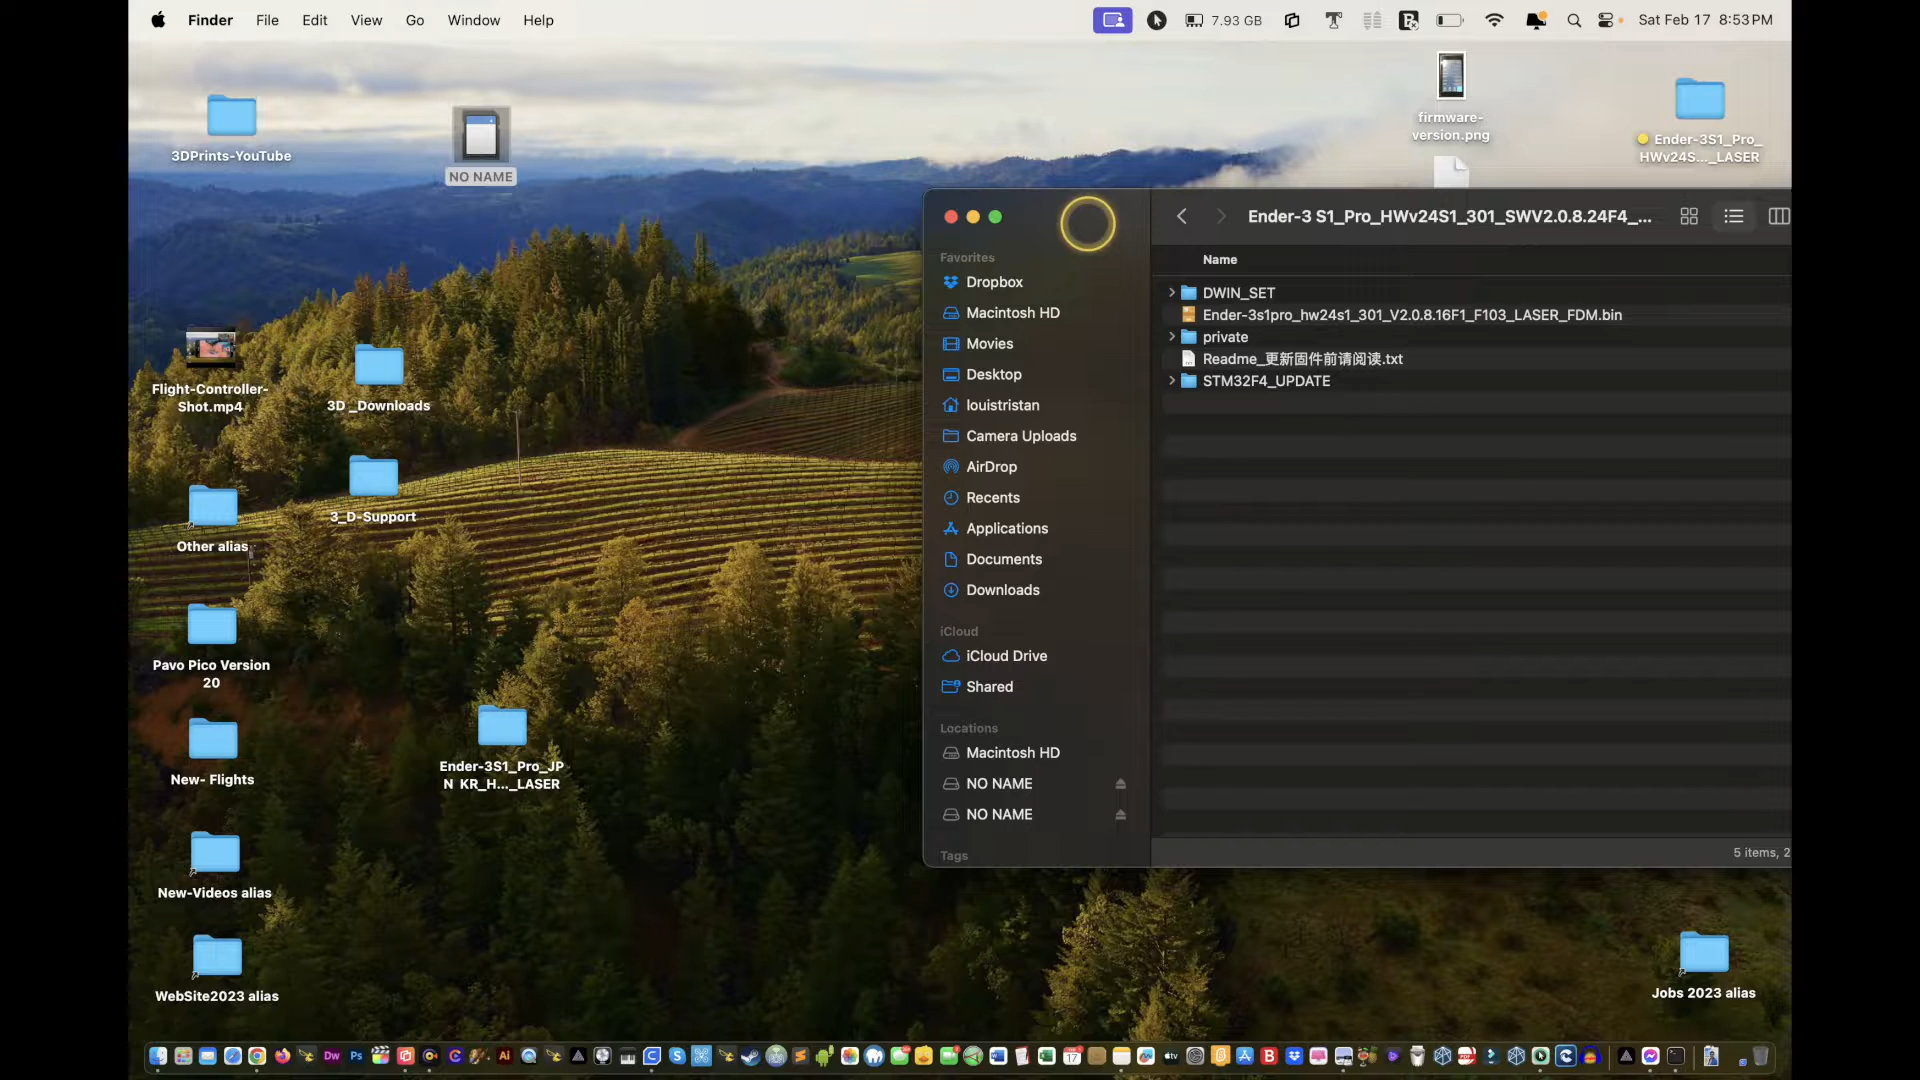 Finder File Edit View Go Window Help
7.93 GB Sat Feb 17 8:53 PM
3DPrints-YouTube
NO NAME
firmware-
version.png
Ender-3S1_Pro_
HWv24S..._LASER
Flight-Controller-
Shot.mp4
3D _Downloads
3_D-Support
Other alias
Pavo Pico Version
20
New- Flights
Ender-3S1_Pro_JP
N KR_H..._LASER
New-Videos alias
WebSite2023 alias
Jobs 2023 alias
Favorites
Dropbox
Macintosh HD
Movies
Desktop
louistristan
Camera Uploads
AirDrop
Recents
Applications
Documents
Downloads
iCloud
iCloud Drive
Shared
Locations
Macintosh HD
NO NAME
NO NAME
Tags
Ender-3 S1_Pro_HWv24S1_301_SWV2.0.8.24F4_...
Name
DWIN_SET
Ender-3s1pro_hw24s1_301_V2.0.8.16F1_F103_LASER_FDM.bin
private
Readme_更新固件前请阅读.txt
STM32F4_UPDATE
5 items, 2
Dw Ps Ai
17